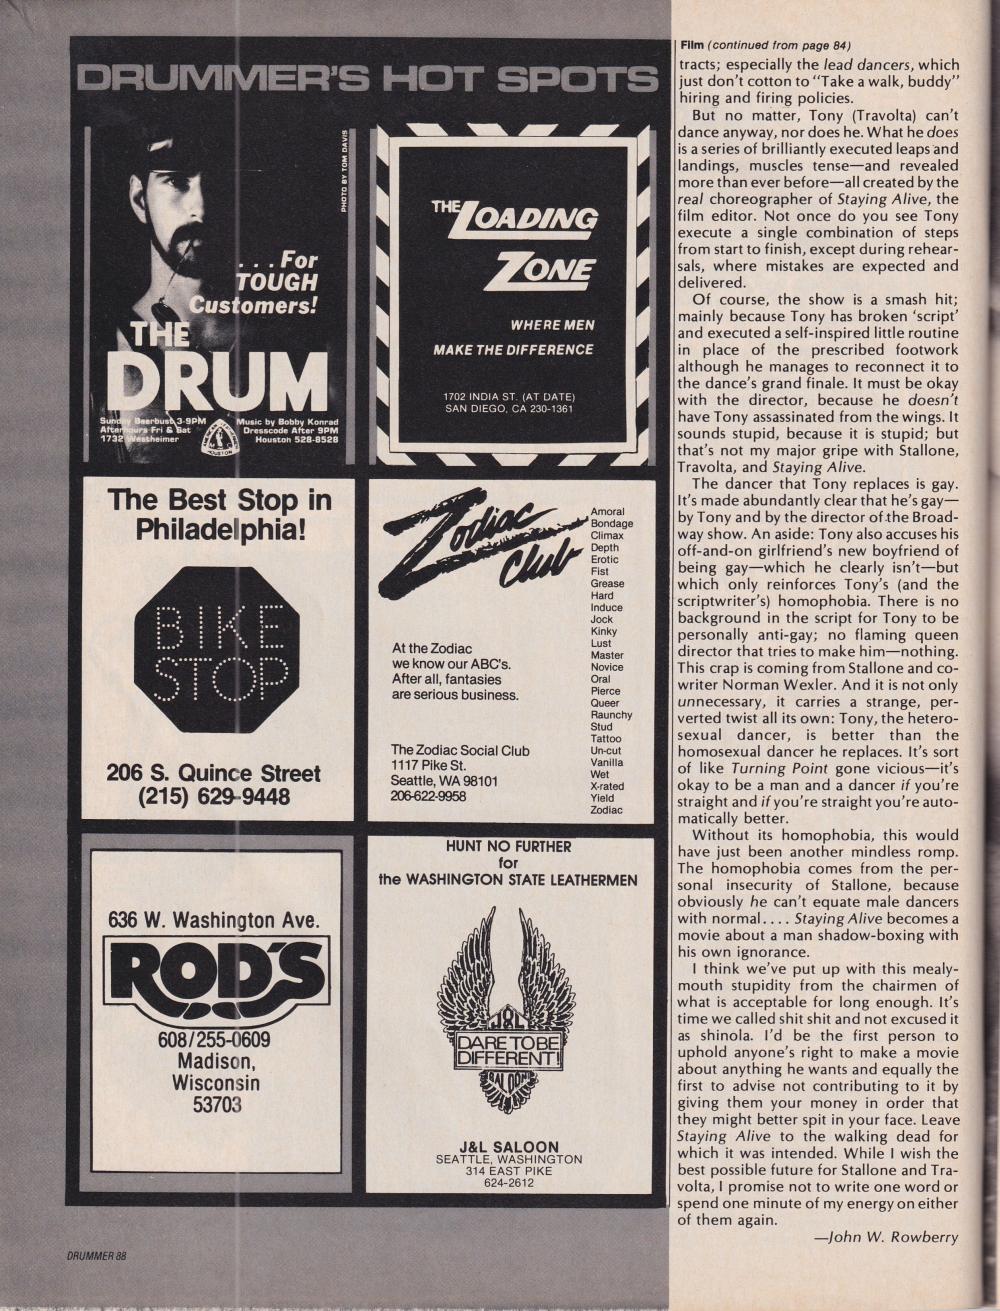 DRUMMER'S HOT SPOTS
PHOTO BY TOM DAVIS
. . . For
TOUGH
Customers!
THE
DRUM
Sunday Beerbust 3-9PM
Afterhours Fri & Sat
1732 Westheimer
Music by Bobby Konrad
Dresscode After 9PM
Houston 528-8528
HOUSTON
THE LOADING
ZONE
WHERE MEN
MAKE THE DIFFERENCE
1702 INDIA ST. (AT DATE)
SAN DIEGO, CA 230-1361
The Best Stop in
Philadelphia!
BIKE
STOP
206 S. Quince Street
(215) 629-9448
Zodiac
Club
At the Zodiac
we know our ABC's.
After all, fantasies
are serious business.
The Zodiac Social Club
1117 Pike St.
Seattle, WA 98101
206-622-9958
Amoral
Bondage
Climax
Depth
Erotic
Fist
Grease
Hard
Induce
Jock
Kinky
Lust
Master
Novice
Oral
Pierce
Queer
Raunchy
Stud
Tattoo
Un-cut
Vanilla
Wet
X-rated
Yield
Zodiac
636 W. Washington Ave.
ROD'S
608/255-0609
Madison,
Wisconsin
53703
HUNT NO FURTHER
for
the WASHINGTON STATE LEATHERMEN
J&L
DARE TO BE
DIFFERENT!
SALOON
J&L SALOON
SEATTLE, WASHINGTON
314 EAST PIKE
624-2612
DRUMMER 88
Film (continued from page 84)
tracts; especially the lead dancers, which
just don't cotton to "Take a walk, buddy"
hiring and firing policies.
But no matter, Tony (Travolta) can't
dance anyway, nor does he. What he does
is a series of brilliantly executed leaps and
landings, muscles tense—and revealed
more than ever before—all created by the
real choreographer of Staying Alive, the
film editor. Not once do you see Tony
execute a single combination of steps
from start to finish, except during rehear-
sals, where mistakes are expected and
delivered.
Of course, the show is a smash hit;
mainly because Tony has broken 'script'
and executed a self-inspired little routine
in place of the prescribed footwork
although he manages to reconnect it to
the dance's grand finale. It must be okay
with the director, because he doesn't
have Tony assassinated from the wings. It
sounds stupid, because it is stupid; but
that's not my major gripe with Stallone,
Travolta, and Staying Alive.
The dancer that Tony replaces is gay.
It's made abundantly clear that he's gay—
by Tony and by the director of the Broad-
way show. An aside: Tony also accuses his
off-and-on girlfriend's new boyfriend of
being gay—which he clearly isn't—but
which only reinforces Tony's (and the
scriptwriter's) homophobia. There is no
background in the script for Tony to be
personally anti-gay; no flaming queen
director that tries to make him—nothing.
This crap is coming from Stallone and co-
writer Norman Wexler. And it is not only
unnecessary, it carries a strange, per-
verted twist all its own: Tony, the hetero-
sexual dancer, is better than the
homosexual dancer he replaces. It's sort
of like Turning Point gone vicious—it's
okay to be a man and a dancer if you're
straight and if you're straight you're auto-
matically better.
Without its homophobia, this would
have just been another mindless romp.
The homophobia comes from the per-
sonal insecurity of Stallone, because
obviously he can't equate male dancers
with normal.... Staying Alive becomes a
movie about a man shadow-boxing with
his own ignorance.
I think we've put up with this mealy-
mouth stupidity from the chairmen of
what is acceptable for long enough. It's
time we called shit shit and not excused it
as shinola. I'd be the first person to
uphold anyone's right to make a movie
about anything he wants and equally the
first to advise not contributing to it by
giving them your money in order that
they might better spit in your face. Leave
Staying Alive to the walking dead for
which it was intended. While I wish the
best possible future for Stallone and Tra-
volta, I promise not to write one word or
spend one minute of my energy on either
of them again.
—John W. Rowberry